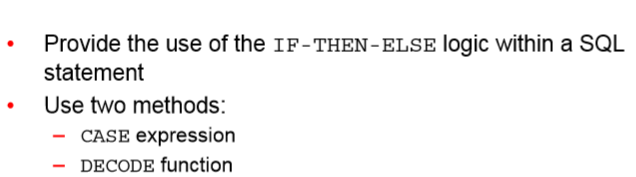 • Provide the use of the IF-THEN-ELSE logic within a SQL
statement
• Use two methods:
– CASE expression
– DECODE function